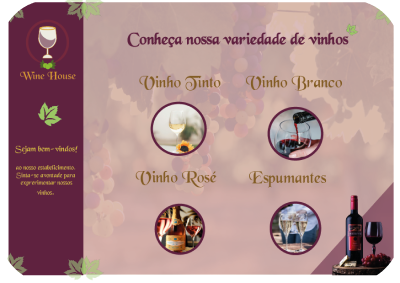 Conheça nossa variedade de vinhos
Wine House
Vinho Tinto
Vinho Branco
Sejam bem-vindos!
ao nosso estabelicimento.
Sinta-se avontade para
experimentar nossos
vinhos.
Vinho Rosé
Espumantes